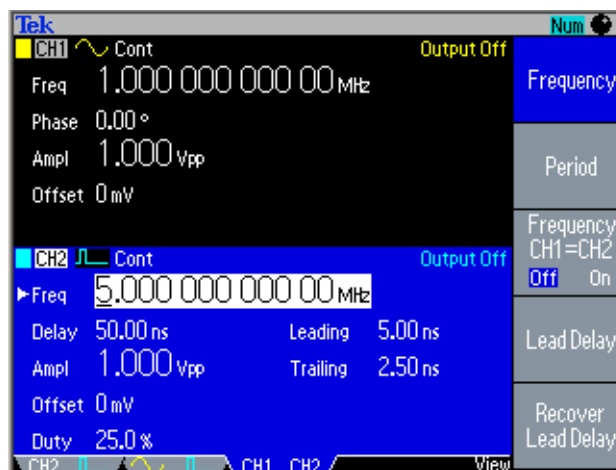 Tek
Num
CH1 Cont Output Off
Freq 1.000 000 000 00 MHz
Phase 0.00 °
Ampl 1.000 Vpp
Offset 0 mV
CH2 Cont Output Off
Freq 5.000 000 000 00 MHz
Delay 50.00 ns Leading 5.00 ns
Ampl 1.000 Vpp Trailing 2.50 ns
Offset 0 mV
Duty 25.0 %
CH2 CH1 CH2 View
Frequency
Period
Frequency
CH1=CH2
Off On
Lead Delay
Recover
Lead Delay